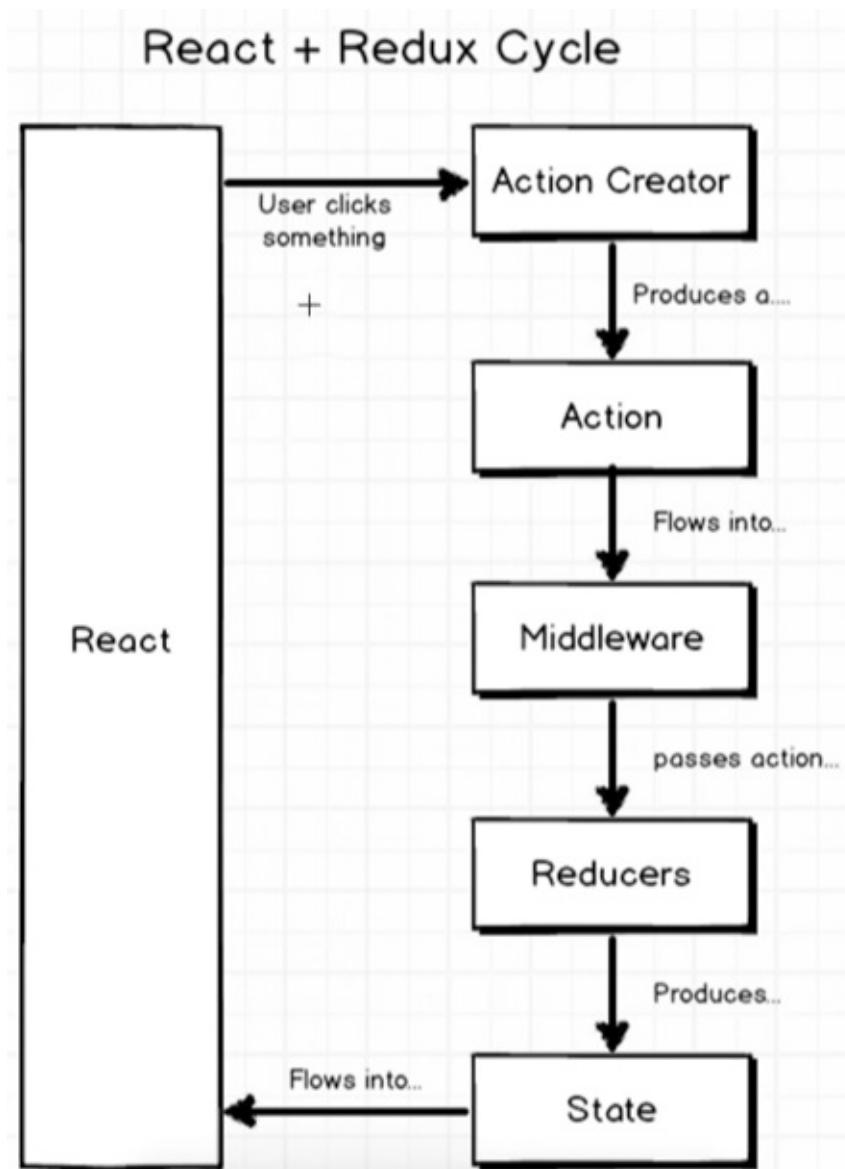 React + Redux Cycle
Action Creator
User clicks
something
Produces a....
Action
Flows into...
React
Middleware
passes action...
Reducers
Produces...
Flows into...
State